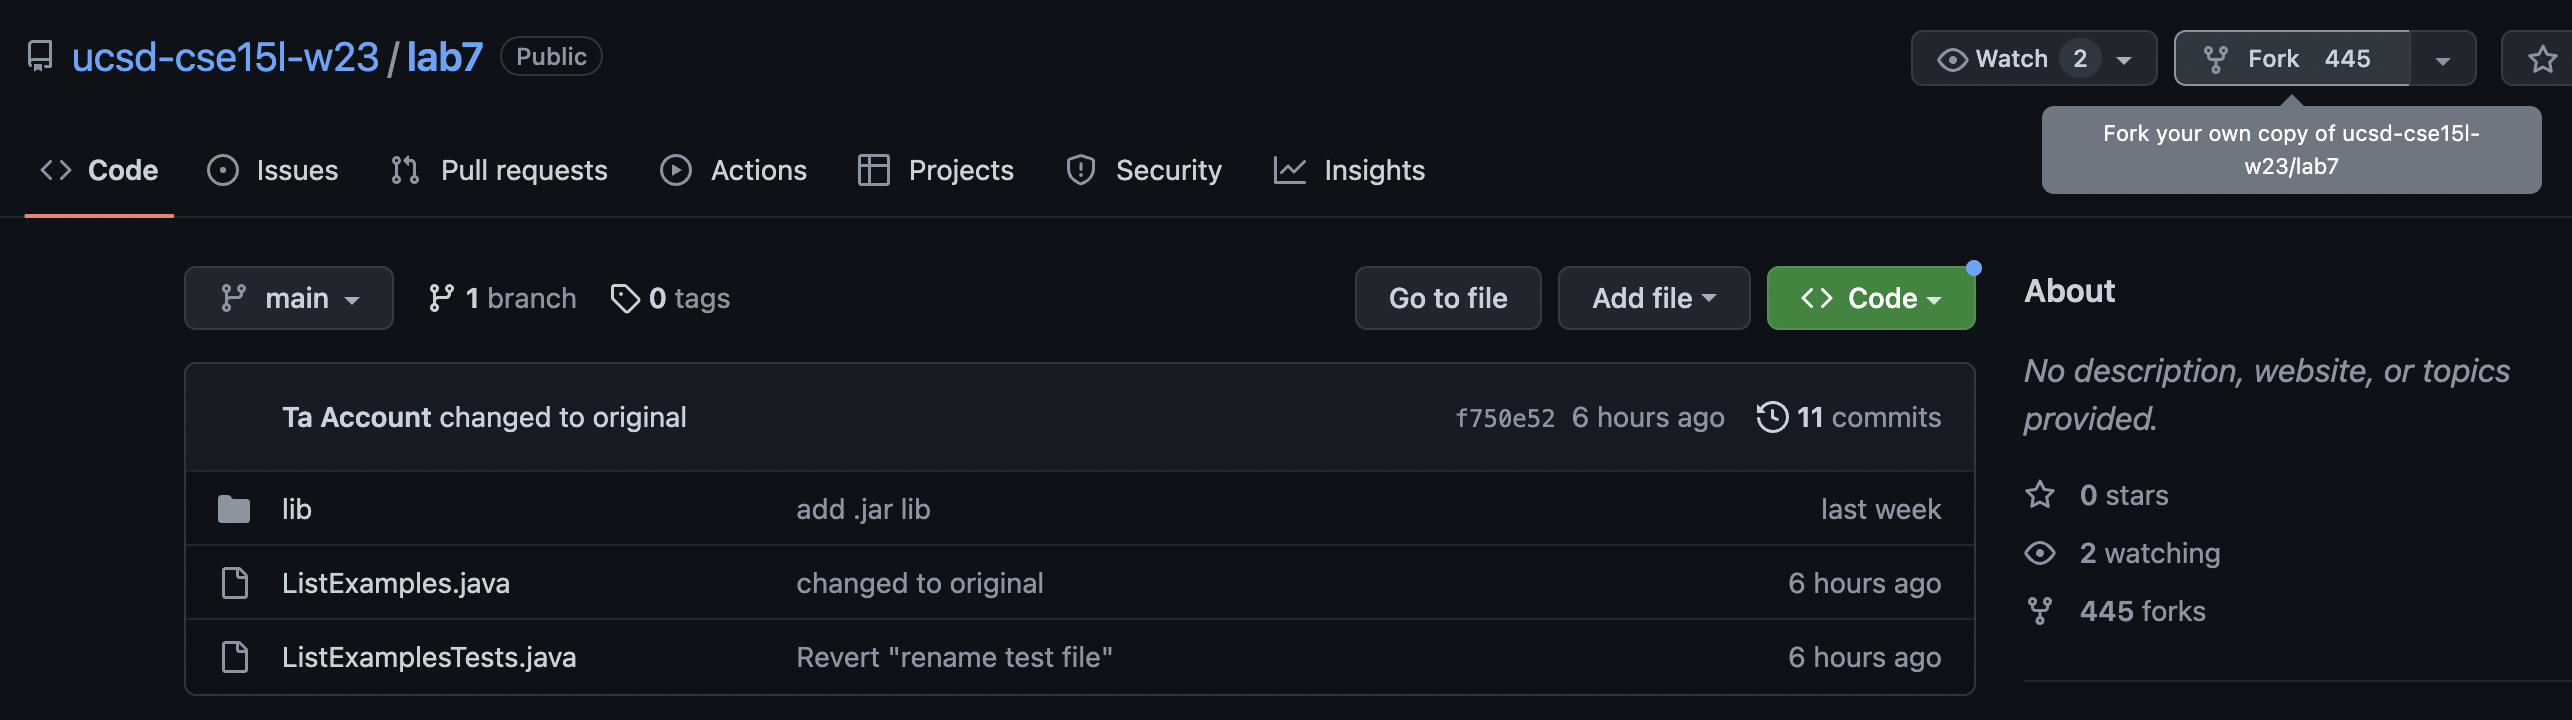 ucsd-cse15l-w23 / lab7 Public
Watch 2 Fork 445
Fork your own copy of ucsd-cse15l-
w23/lab7
Code Issues Pull requests Actions Projects Security Insights
main 1 branch 0 tags Go to file Add file Code
Ta Account changed to original f750e52 6 hours ago 11 commits
lib add .jar lib last week
ListExamples.java changed to original 6 hours ago
ListExamplesTests.java Revert "rename test file" 6 hours ago
About
No description, website, or topics
provided.
0 stars
2 watching
445 forks